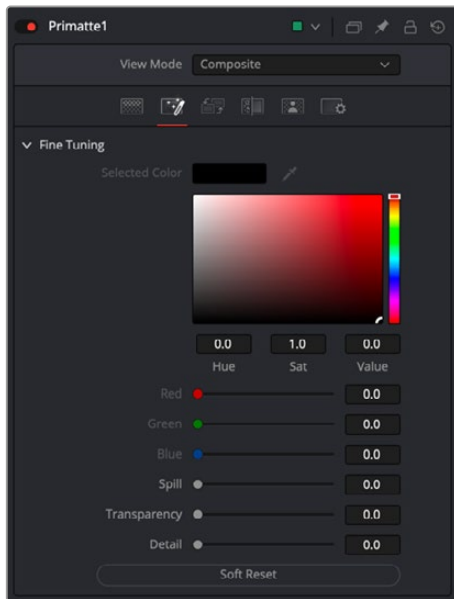 Primatte1
View Mode Composite
Fine Tuning
Selected Color
0.0 1.0 0.0
Hue Sat Value
Red 0.0
Green 0.0
Blue 0.0
Spill 0.0
Transparency 0.0
Detail 0.0
Soft Reset